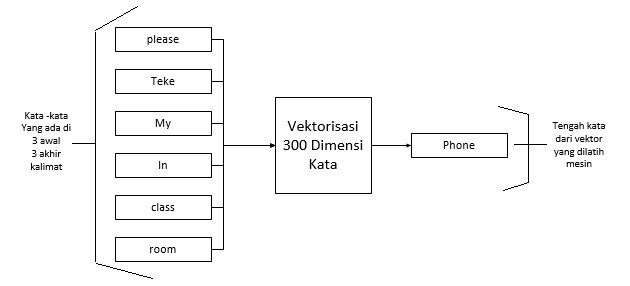 Kata -kata
Yang ada di
3 awal
3 akhir
kalimat
please
Teke
My
In
class
room
Vektorisasi
300 Dimensi
Kata
Phone
Tengah kata
dari vektor
yang dilatih
mesin